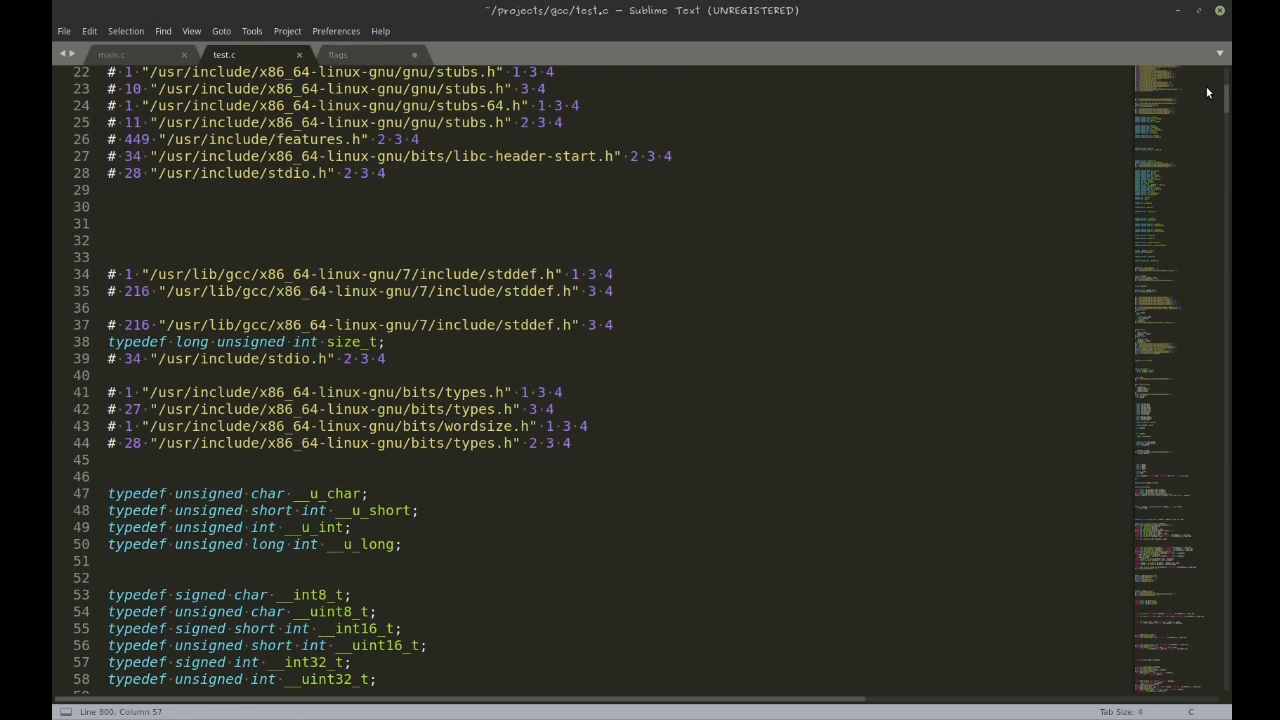 ~/projects/gcc/test.c — Sublime Text (UNREGISTERED)
File Edit Selection Find View Goto Tools Project Preferences Help
main.c test.c flags
22 # 1 "/usr/include/x86_64-linux-gnu/gnu/stubs.h" 1 3 4
23 # 10 "/usr/include/x86_64-linux-gnu/gnu/stubs.h" 3 4
24 # 1 "/usr/include/x86_64-linux-gnu/gnu/stubs-64.h" 1 3 4
25 # 11 "/usr/include/x86_64-linux-gnu/gnu/stubs.h" 2 3 4
26 # 449 "/usr/include/features.h" 2 3 4
27 # 34 "/usr/include/x86_64-linux-gnu/bits/libc-header-start.h" 2 3 4
28 # 28 "/usr/include/stdio.h" 2 3 4
29
30
31
32
33
34 # 1 "/usr/lib/gcc/x86_64-linux-gnu/7/include/stddef.h" 1 3 4
35 # 216 "/usr/lib/gcc/x86_64-linux-gnu/7/include/stddef.h" 3 4
36
37 # 216 "/usr/lib/gcc/x86_64-linux-gnu/7/include/stddef.h" 3 4
38 typedef long unsigned int size_t;
39 # 34 "/usr/include/stdio.h" 2 3 4
40
41 # 1 "/usr/include/x86_64-linux-gnu/bits/types.h" 1 3 4
42 # 27 "/usr/include/x86_64-linux-gnu/bits/types.h" 3 4
43 # 1 "/usr/include/x86_64-linux-gnu/bits/wordsize.h" 1 3 4
44 # 28 "/usr/include/x86_64-linux-gnu/bits/types.h" 2 3 4
45
46
47 typedef unsigned char __u_char;
48 typedef unsigned short int __u_short;
49 typedef unsigned int __u_int;
50 typedef unsigned long int __u_long;
51
52
53 typedef signed char __int8_t;
54 typedef unsigned char __uint8_t;
55 typedef signed short int __int16_t;
56 typedef unsigned short int __uint16_t;
57 typedef signed int __int32_t;
58 typedef unsigned int __uint32_t;
Line 800, Column 57 Tab Size: 4 C